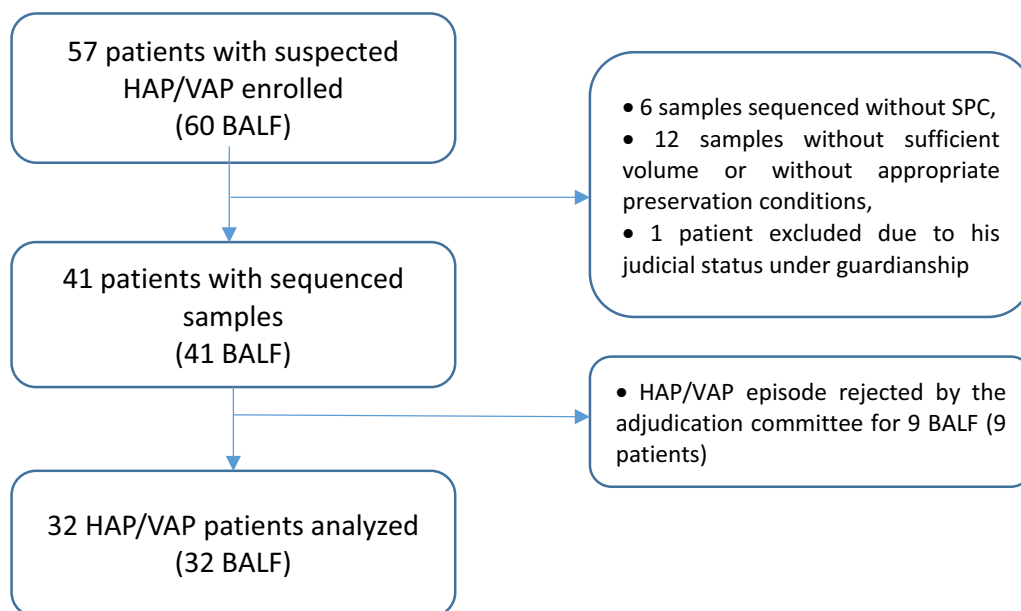 57 patients with suspected
HAP/VAP enrolled
(60 BALF)
• 6 samples sequenced without SPC,
• 12 samples without sufficient
volume or without appropriate
preservation conditions,
• 1 patient excluded due to his
judicial status under guardianship
41 patients with sequenced
samples
(41 BALF)
• HAP/VAP episode rejected by the
adjudication committee for 9 BALF (9
patients)
32 HAP/VAP patients analyzed
(32 BALF)